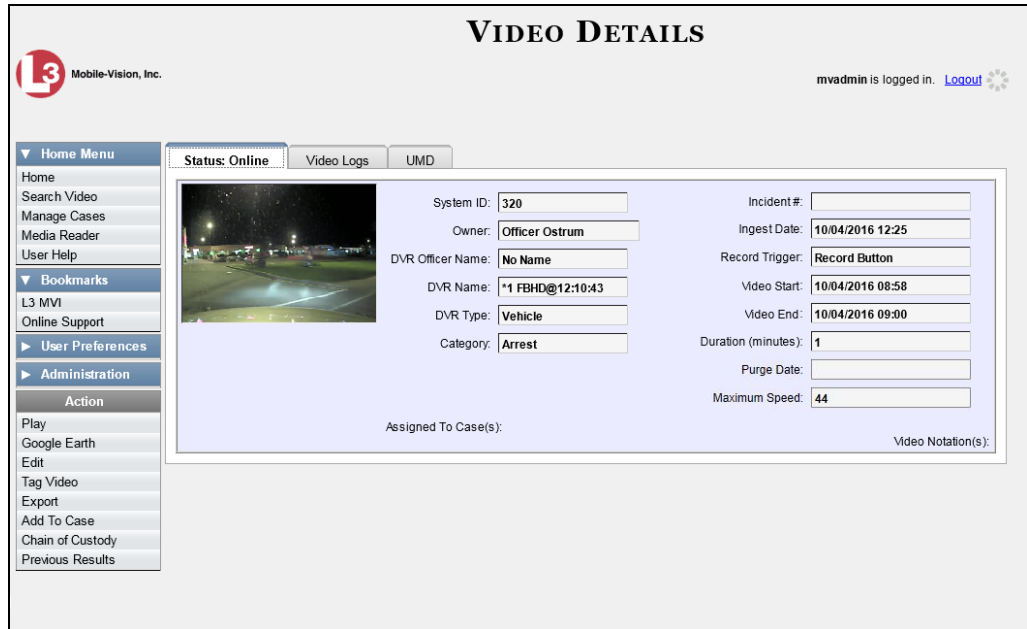 VIDEO DETAILS
L3 Mobile-Vision, Inc.
mvadmin is logged in. Logout
▼ Home Menu
Home
Search Video
Manage Cases
Media Reader
User Help
▼ Bookmarks
L3 MVI
Online Support
► User Preferences
► Administration
Action
Play
Google Earth
Edit
Tag Video
Export
Add To Case
Chain of Custody
Previous Results
Status: Online
Video Logs
UMD
System ID: 320
Owner: Officer Ostrum
DVR Officer Name: No Name
DVR Name: *1 FBHD@12:10:43
DVR Type: Vehicle
Category: Arrest
Incident #:
Ingest Date: 10/04/2016 12:25
Record Trigger: Record Button
Video Start: 10/04/2016 08:58
Video End: 10/04/2016 09:00
Duration (minutes): 1
Purge Date:
Maximum Speed: 44
Assigned To Case(s):
Video Notation(s):